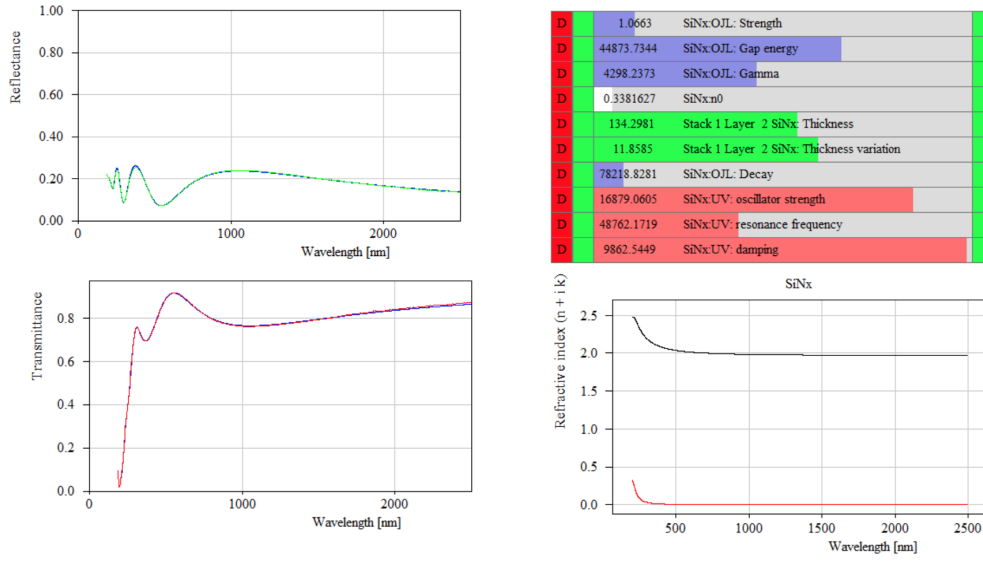 1.00
0.80
0.60
0.40
0.20
0.00
Reflectance
0
1000
2000
Wavelength [nm]
D 1.0663 SiNx:OJL: Strength
D 44873.7344 SiNx:OJL: Gap energy
D 4298.2373 SiNx:OJL: Gamma
D 0.3381627 SiNx:n0
D 134.2981 Stack 1 Layer 2 SiNx: Thickness
D 11.8585 Stack 1 Layer 2 SiNx: Thickness variation
D 78218.8281 SiNx:OJL: Decay
D 16879.0605 SiNx:UV: oscillator strength
D 48762.1719 SiNx:UV: resonance frequency
D 9862.5449 SiNx:UV: damping
0.8
0.6
0.4
0.2
0.0
Transmittance
0
1000
2000
Wavelength [nm]
SiNx
2.5
2.0
1.5
1.0
0.5
0.0
Refractive index (n + i k)
500
1000
1500
2000
2500
Wavelength [nm]